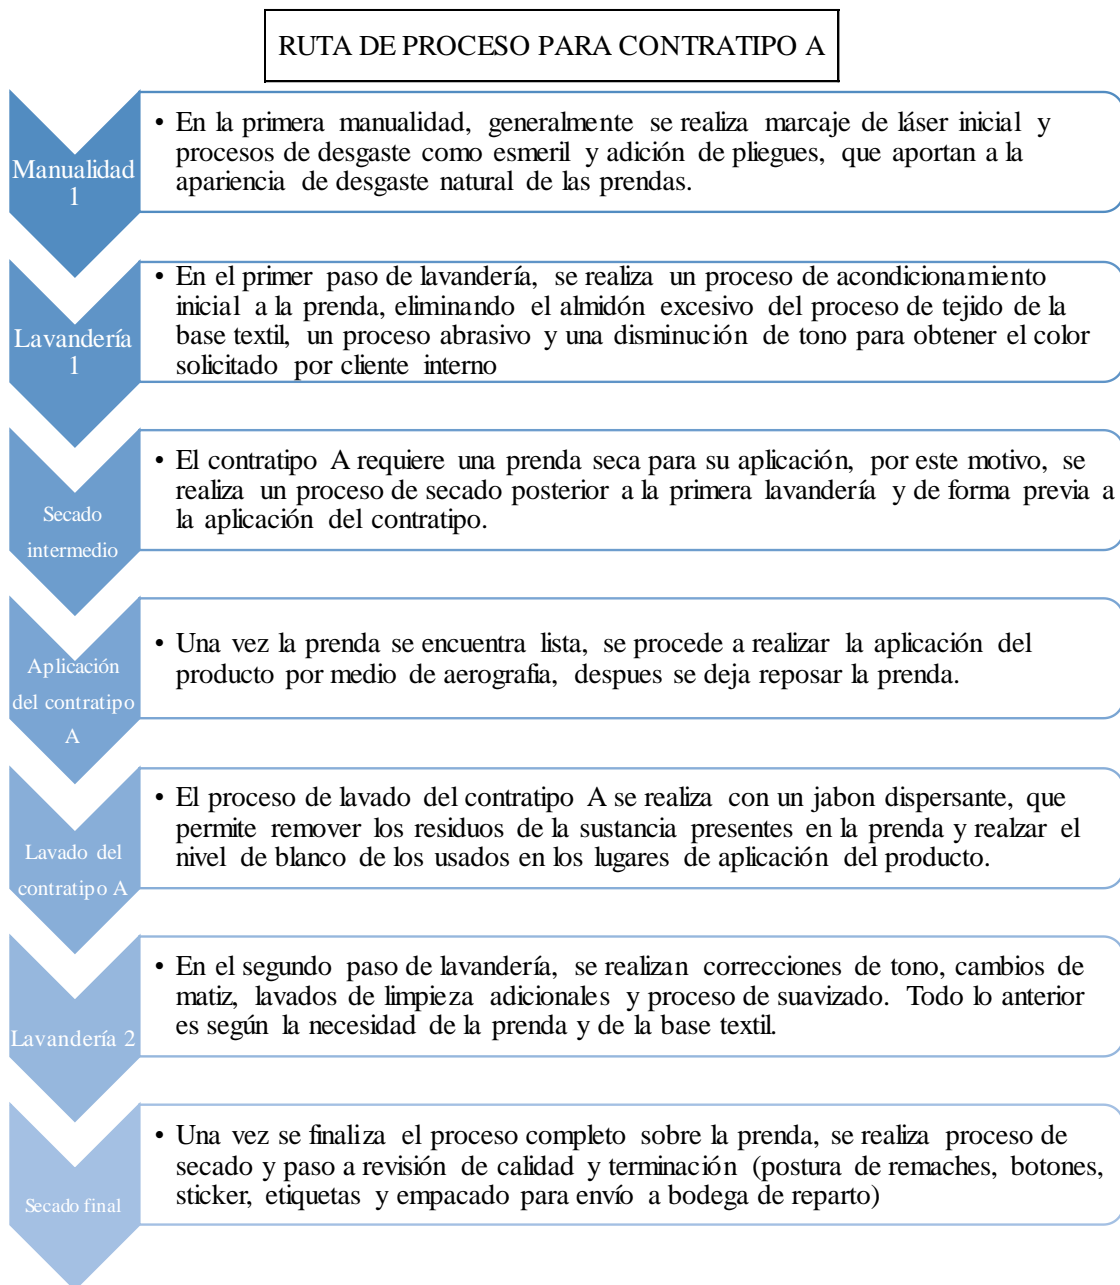 RUTA DE PROCESO PARA CONTRATIPO A
Manualidad
1
• En la primera manualidad, generalmente se realiza marcaje de láser inicial y
procesos de desgaste como esmeril y adición de pliegues, que aportan a la
apariencia de desgaste natural de las prendas.
Lavandería
1
• En el primer paso de lavandería, se realiza un proceso de acondicionamiento
inicial a la prenda, eliminando el almidón excesivo del proceso de tejido de la
base textil, un proceso abrasivo y una disminución de tono para obtener el color
solicitado por cliente interno
Secado
intermedio
• El contratipo A requiere una prenda seca para su aplicación, por este motivo, se
realiza un proceso de secado posterior a la primera lavandería y de forma previa a
la aplicación del contratipo.
Aplicación
del contratipo
A
• Una vez la prenda se encuentra lista, se procede a realizar la aplicación del
producto por medio de aerografia, despues se deja reposar la prenda.
Lavado del
contratipo A
• El proceso de lavado del contratipo A se realiza con un jabon dispersante, que
permite remover los residuos de la sustancia presentes en la prenda y realzar el
nivel de blanco de los usados en los lugares de aplicación del producto.
Lavandería 2
• En el segundo paso de lavandería, se realizan correcciones de tono, cambios de
matiz, lavados de limpieza adicionales y proceso de suavizado. Todo lo anterior
es según la necesidad de la prenda y de la base textil.
Secado final
• Una vez se finaliza el proceso completo sobre la prenda, se realiza proceso de
secado y paso a revisión de calidad y terminación (postura de remaches, botones,
sticker, etiquetas y empacado para envío a bodega de reparto)